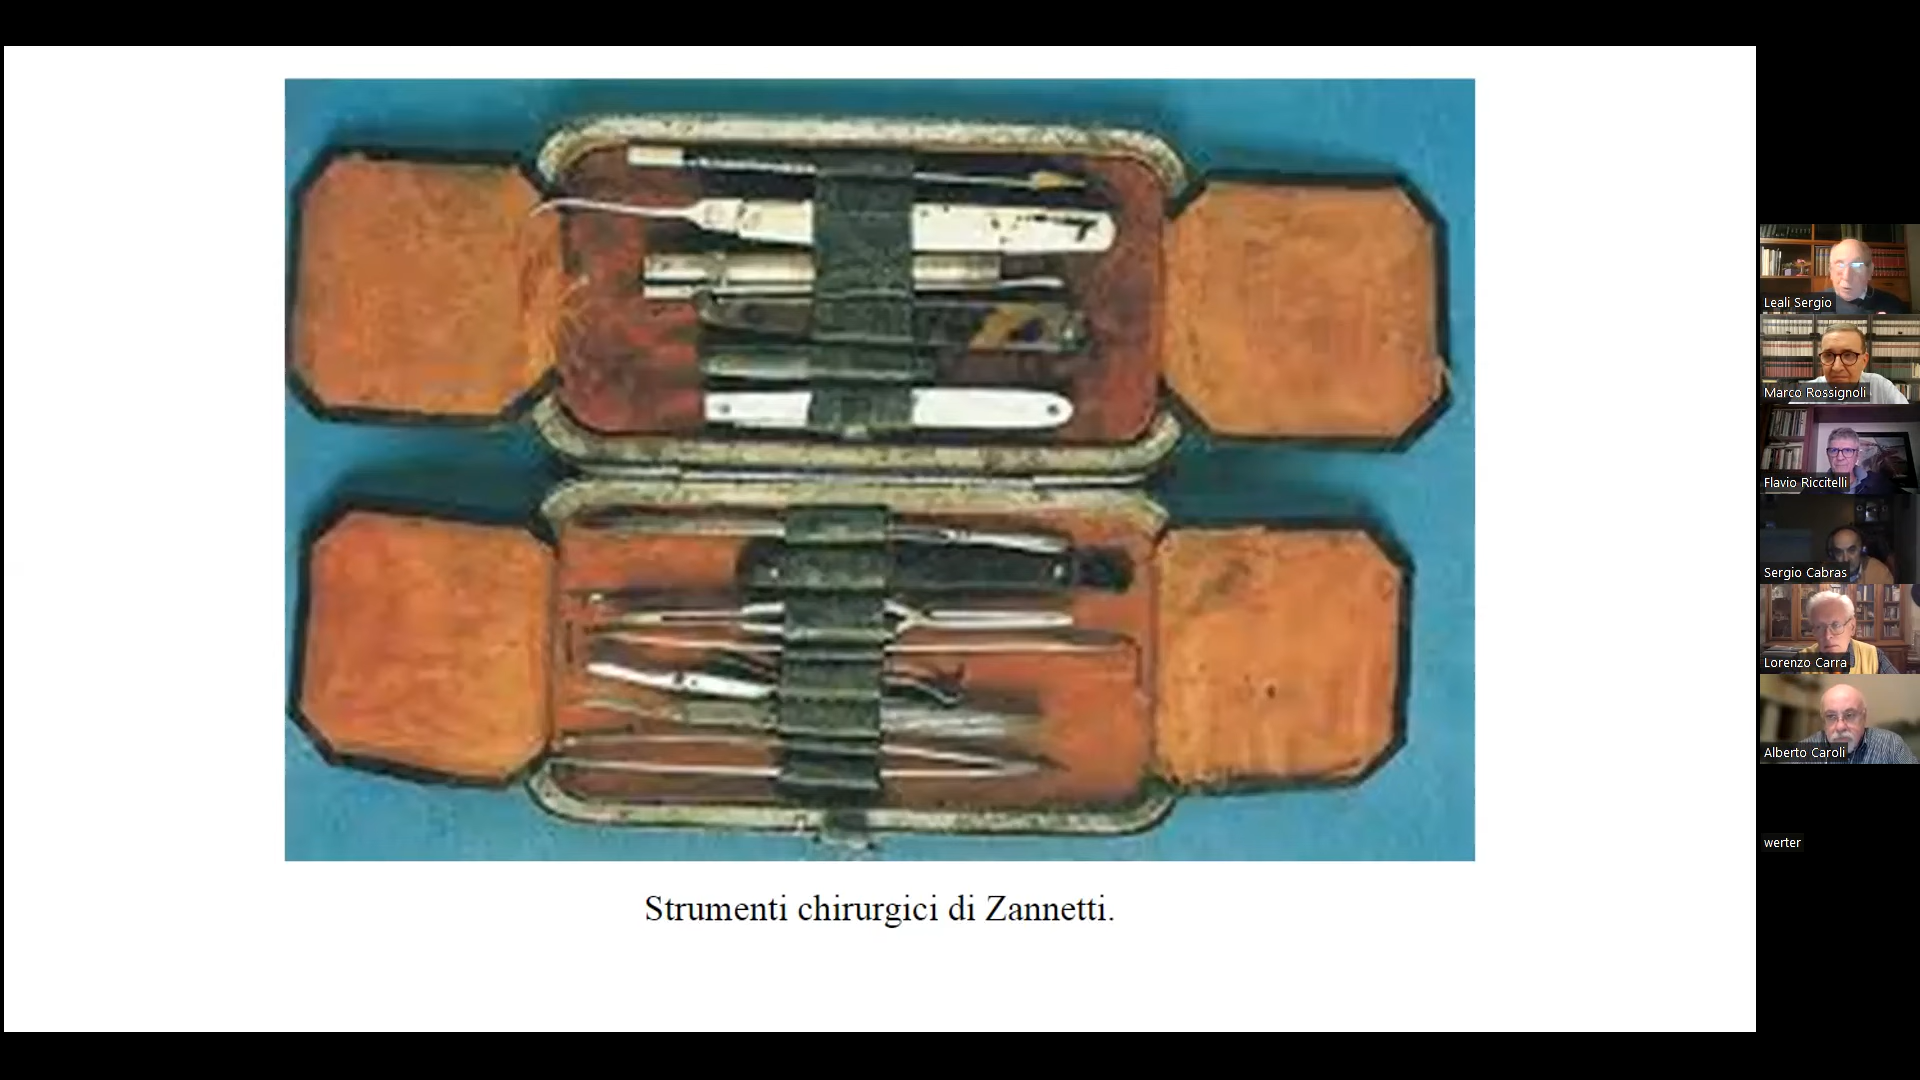 Strumenti chirurgici di Zannetti.
Leali Sergio
Marco Rossignoli
Flavio Riccitelli
Sergio Cabras
Lorenzo Carra
Alberto Caroli
werter